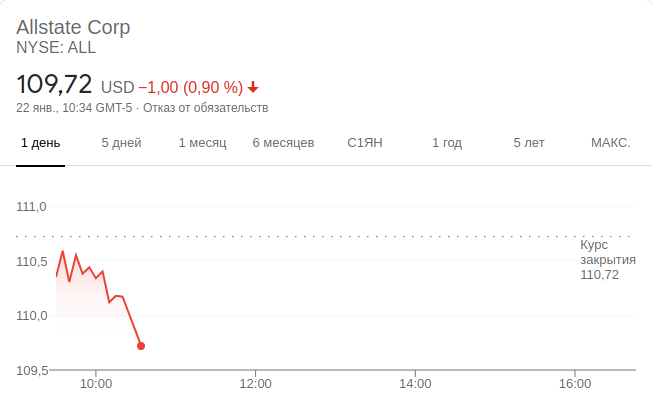 Allstate Corp
NYSE: ALL
109,72 USD −1,00 (0,90 %)
22 янв., 10:34 GMT-5 · Отказ от обязательств
1 день 5 дней 1 месяц 6 месяцев С1ЯН 1 год 5 лет МАКС.
111,0
Курс
закрытия
110,72
110,5
110,0
109,5
10:00 12:00 14:00 16:00